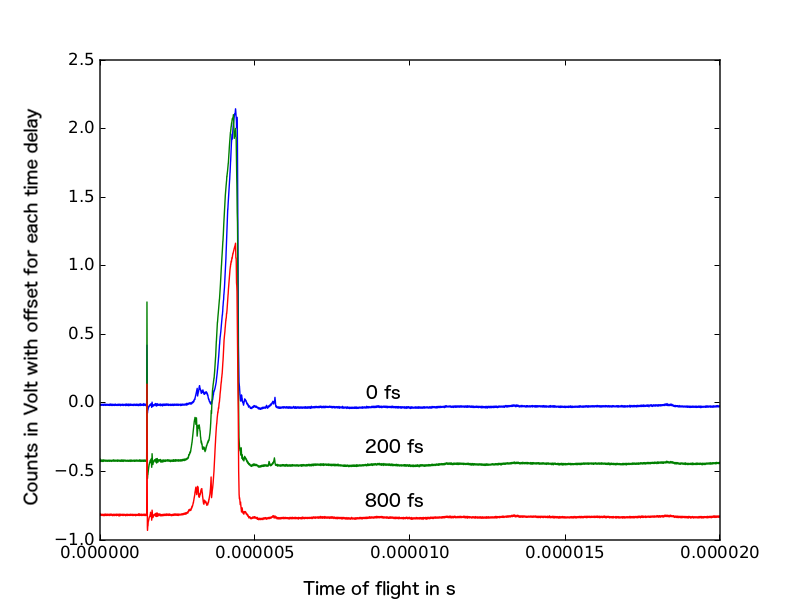 2.5
2.0
1.5
1.0
0.5
0.0
−0.5
−1.0
Counts in Volt with offset for each time delay
0 fs
200 fs
800 fs
0.000000 0.000005 0.000010 0.000015 0.000020
Time of flight in s